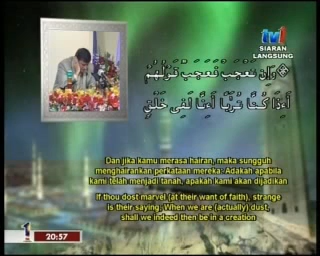 tv1
SIARAN
LANGSUNG
وَإِن تَعْجَبْ فَعَجَبٌ قَوْلُهُمْ
أَءِذَا كُنَّا تُرَٰبًا أَءِنَّا لَفِى خَلْقٍ
Dan jika kamu merasa hairan, maka sungguh
menghairankan perkataan mereka: Adakah apabila
kami telah menjadi tanah, apakah kami akan dijadikan
If thou dost marvel (at their want of faith), strange
is their saying: When we are (actually) dust,
shall we indeed then be in a creation
1
20:57